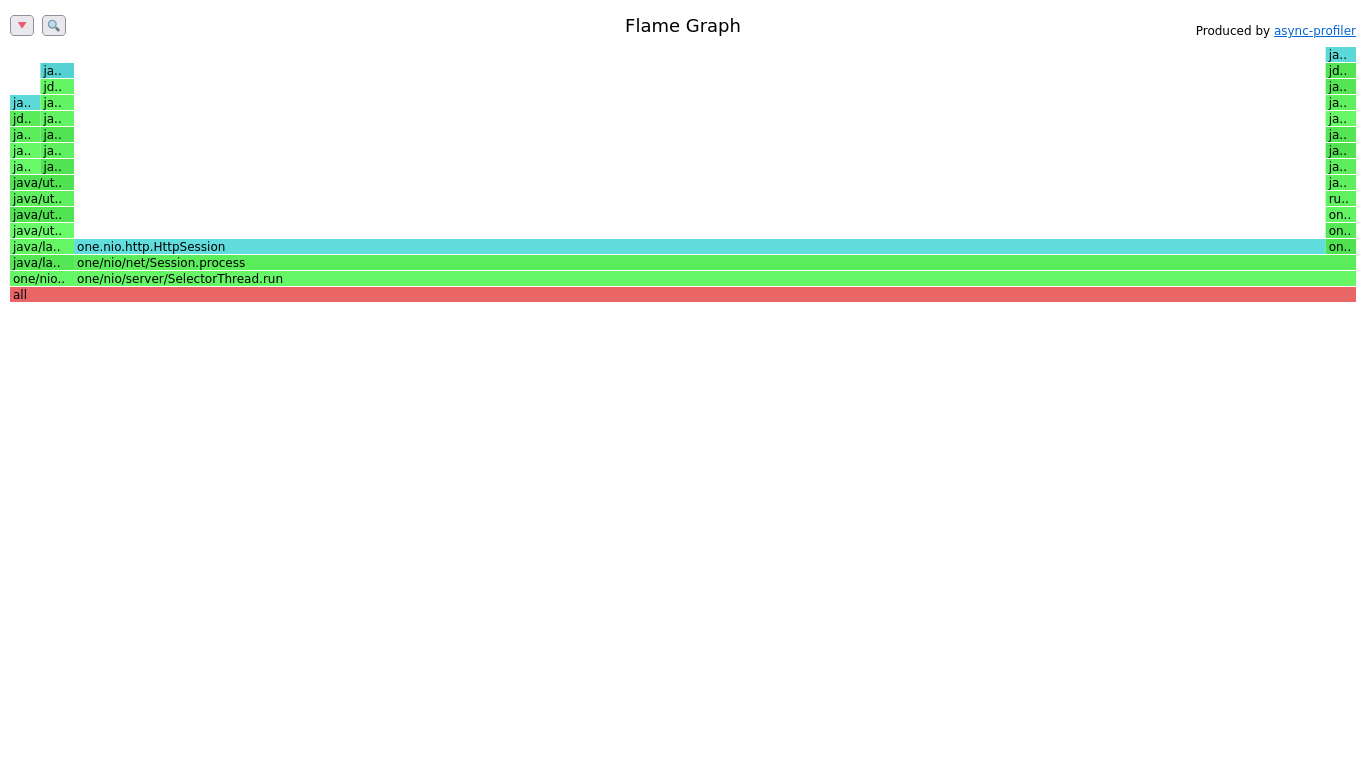 Flame Graph
Produced by async-profiler
ja..
ja.. jd..
jd.. ja..
ja.. ja.. ja..
jd.. ja.. ja..
ja.. ja.. ja..
ja.. ja.. ja..
ja.. ja.. ja..
java/ut.. ja..
java/ut.. ru..
java/ut.. on..
java/ut.. on..
java/la.. one.nio.http.HttpSession on..
java/la.. one/nio/net/Session.process
one/nio.. one/nio/server/SelectorThread.run
all